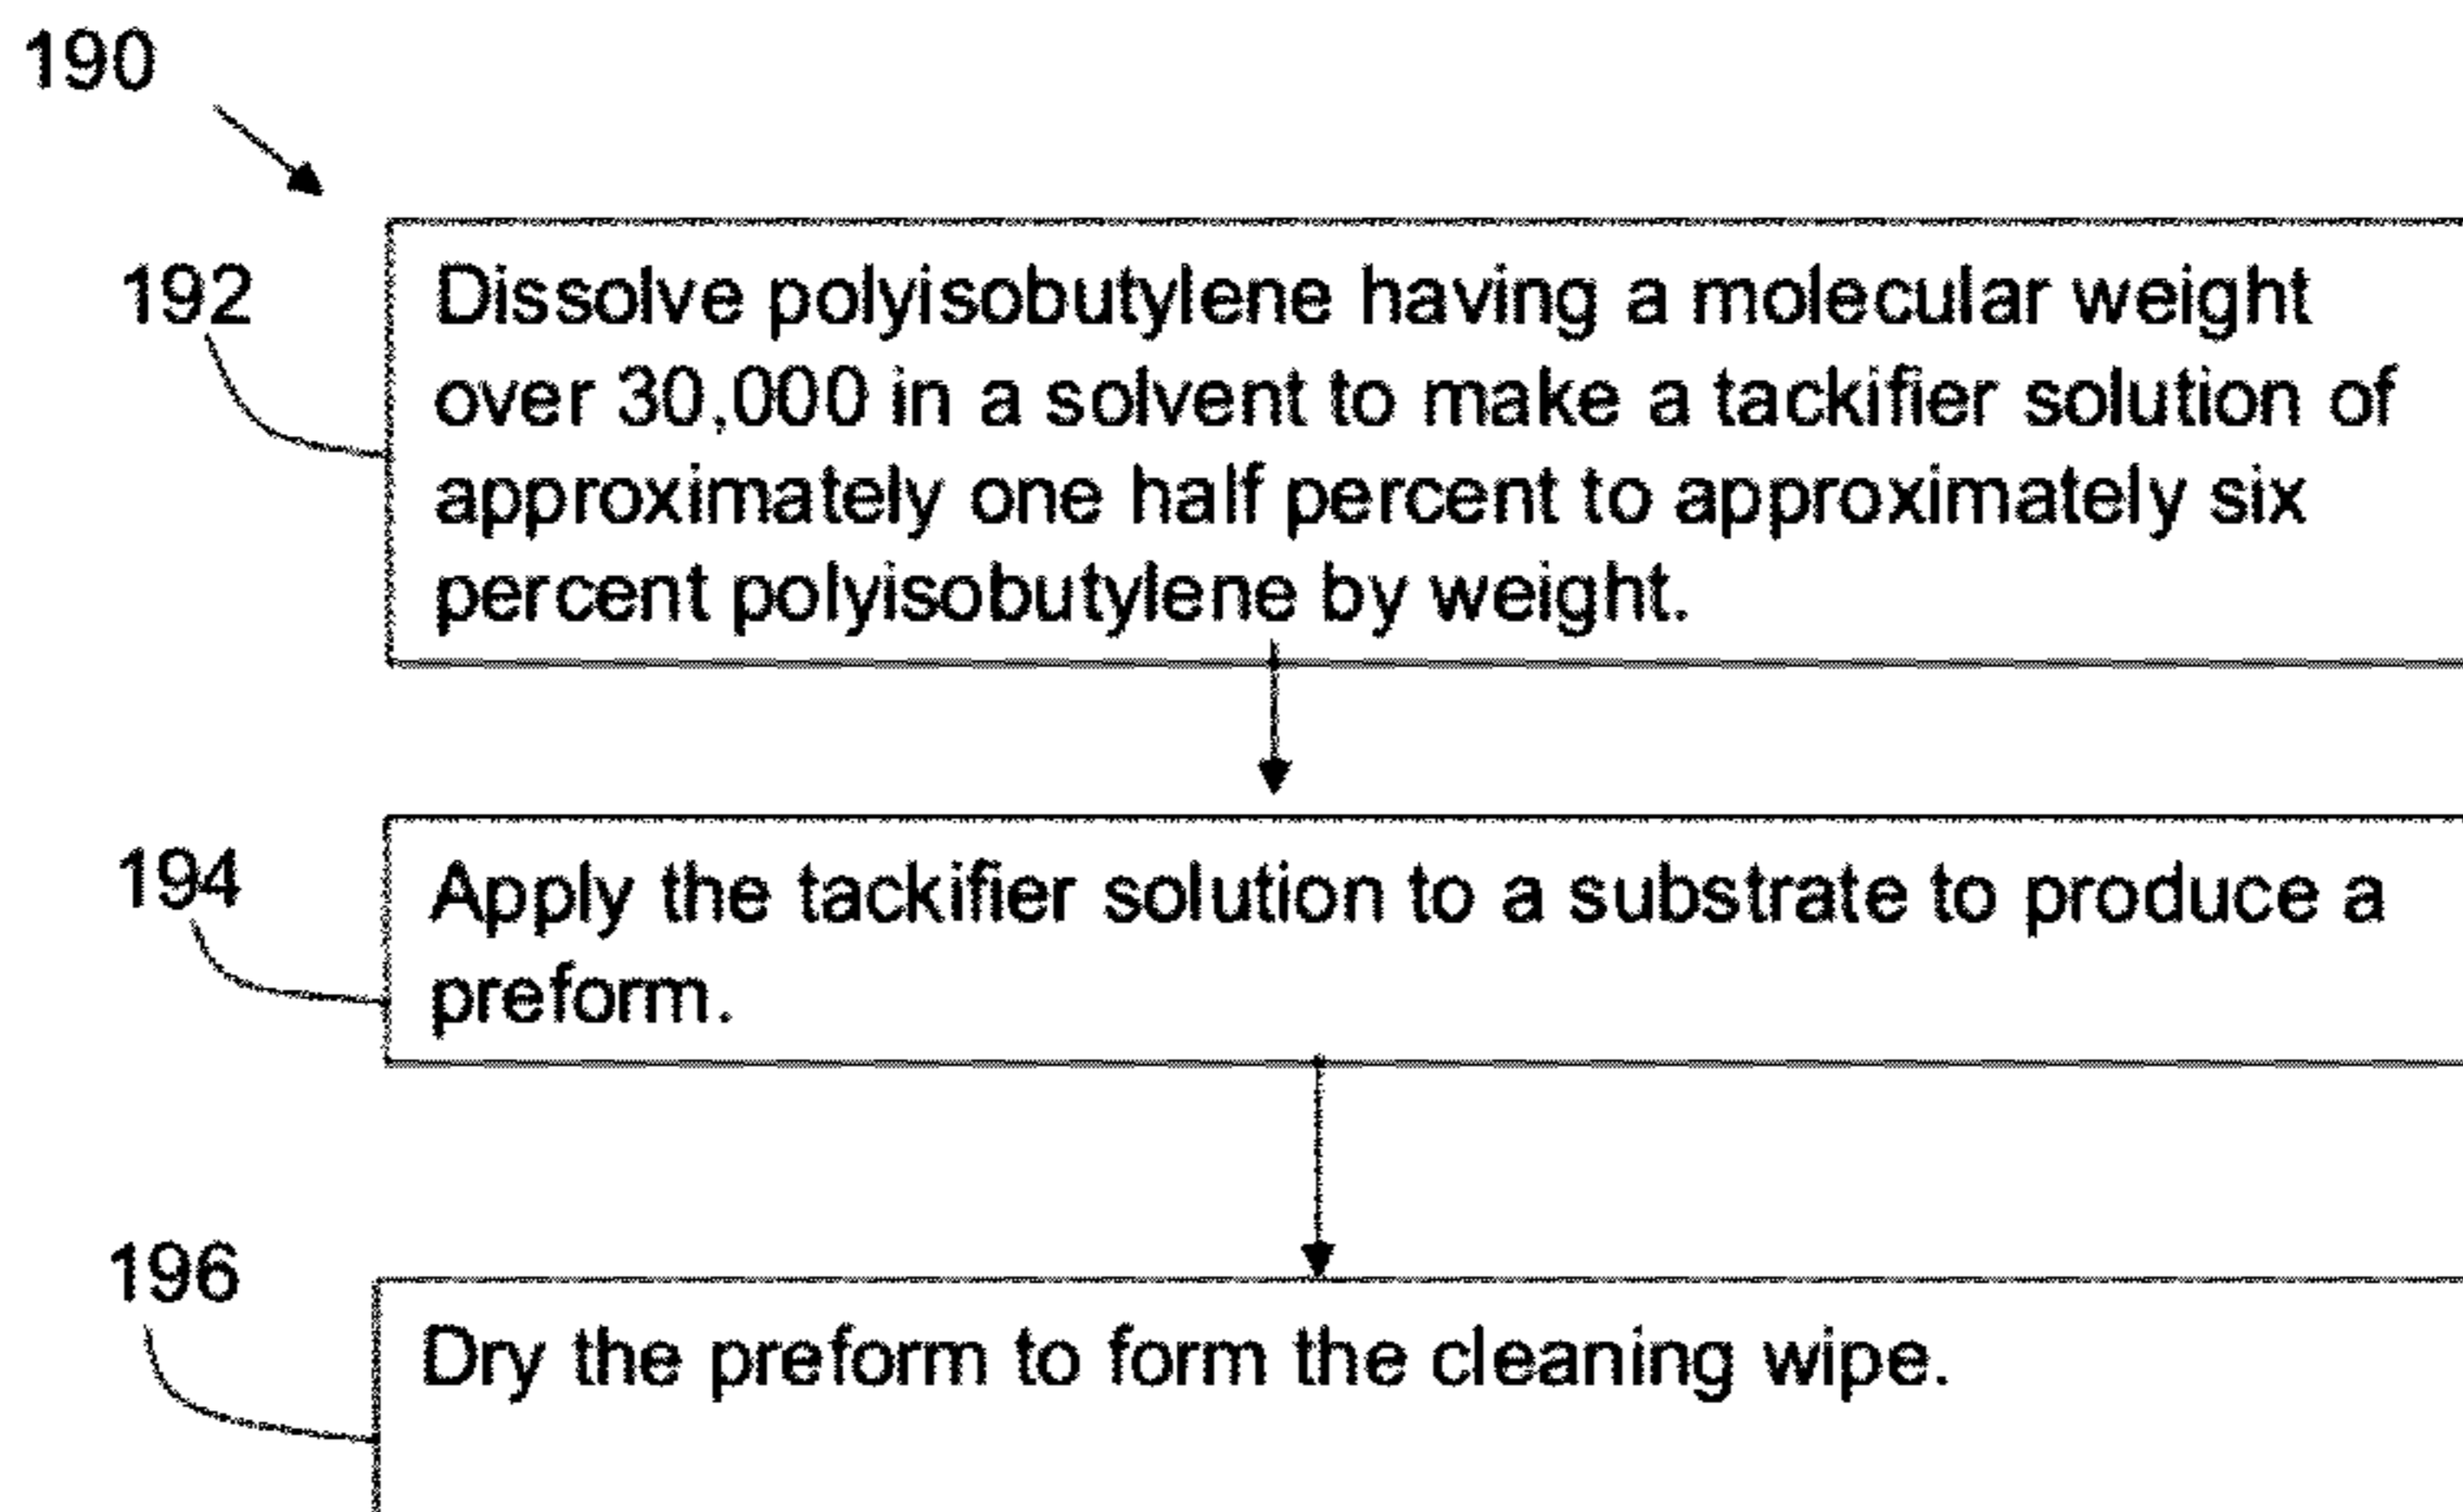 190
192
Dissolve polyisobutylene having a molecular weight
over 30,000 in a solvent to make a tackifier solution of
approximately one half percent to approximately six
percent polyisobutylene by weight.
194
Apply the tackifier solution to a substrate to produce a
preform.
196
Dry the preform to form the cleaning wipe.